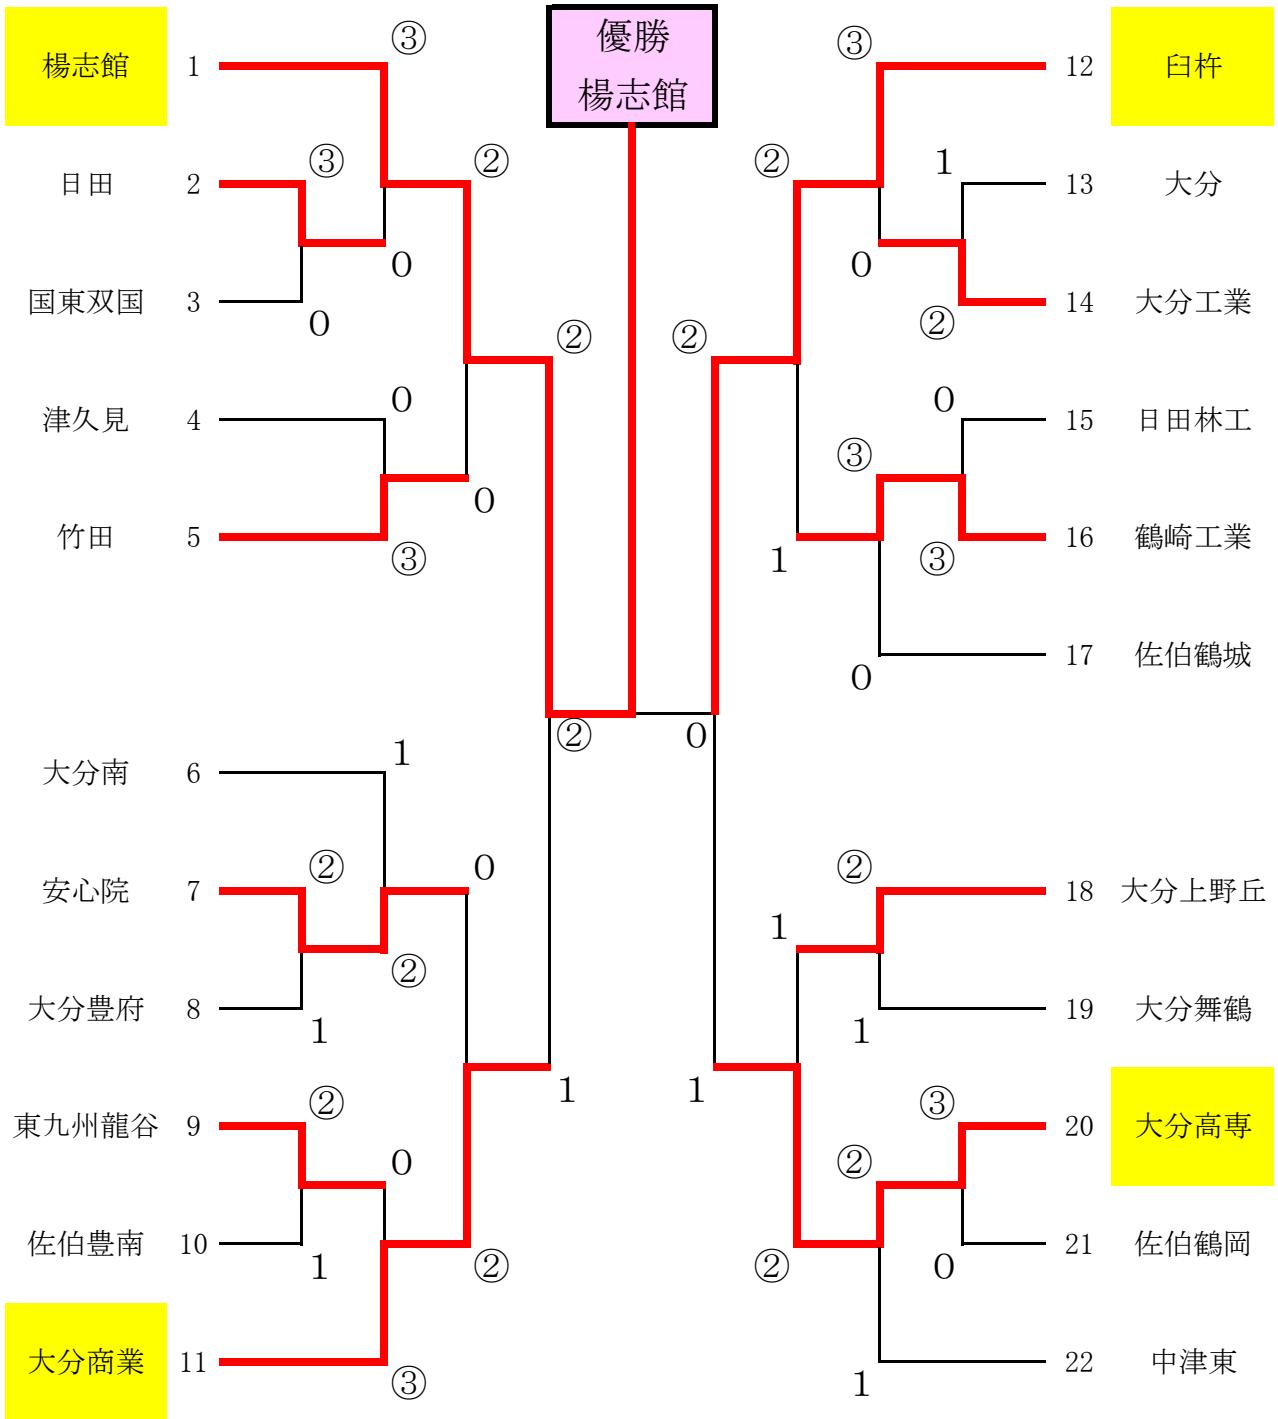 優勝
楊志館
楊志館 1 ③
日田 2 ③ ②
国東双国 3 0 0
津久見 4 0 ②
竹田 5 ③ 0
大分南 6 1 ②
安心院 7 ② 0
大分豊府 8 1 ②
東九州龍谷 9 ② 1
佐伯豊南 10 1 0 ②
大分商業 11 ③
③ 12 臼杵
② 1 13 大分
0 ② 14 大分工業
② 0 15 日田林工
1 ③ ③ 16 鶴崎工業
0 17 佐伯鶴城
0
② 18 大分上野丘
1 1 19 大分舞鶴
1 ③ 20 大分高専
② ② 0 21 佐伯鶴岡
1 22 中津東